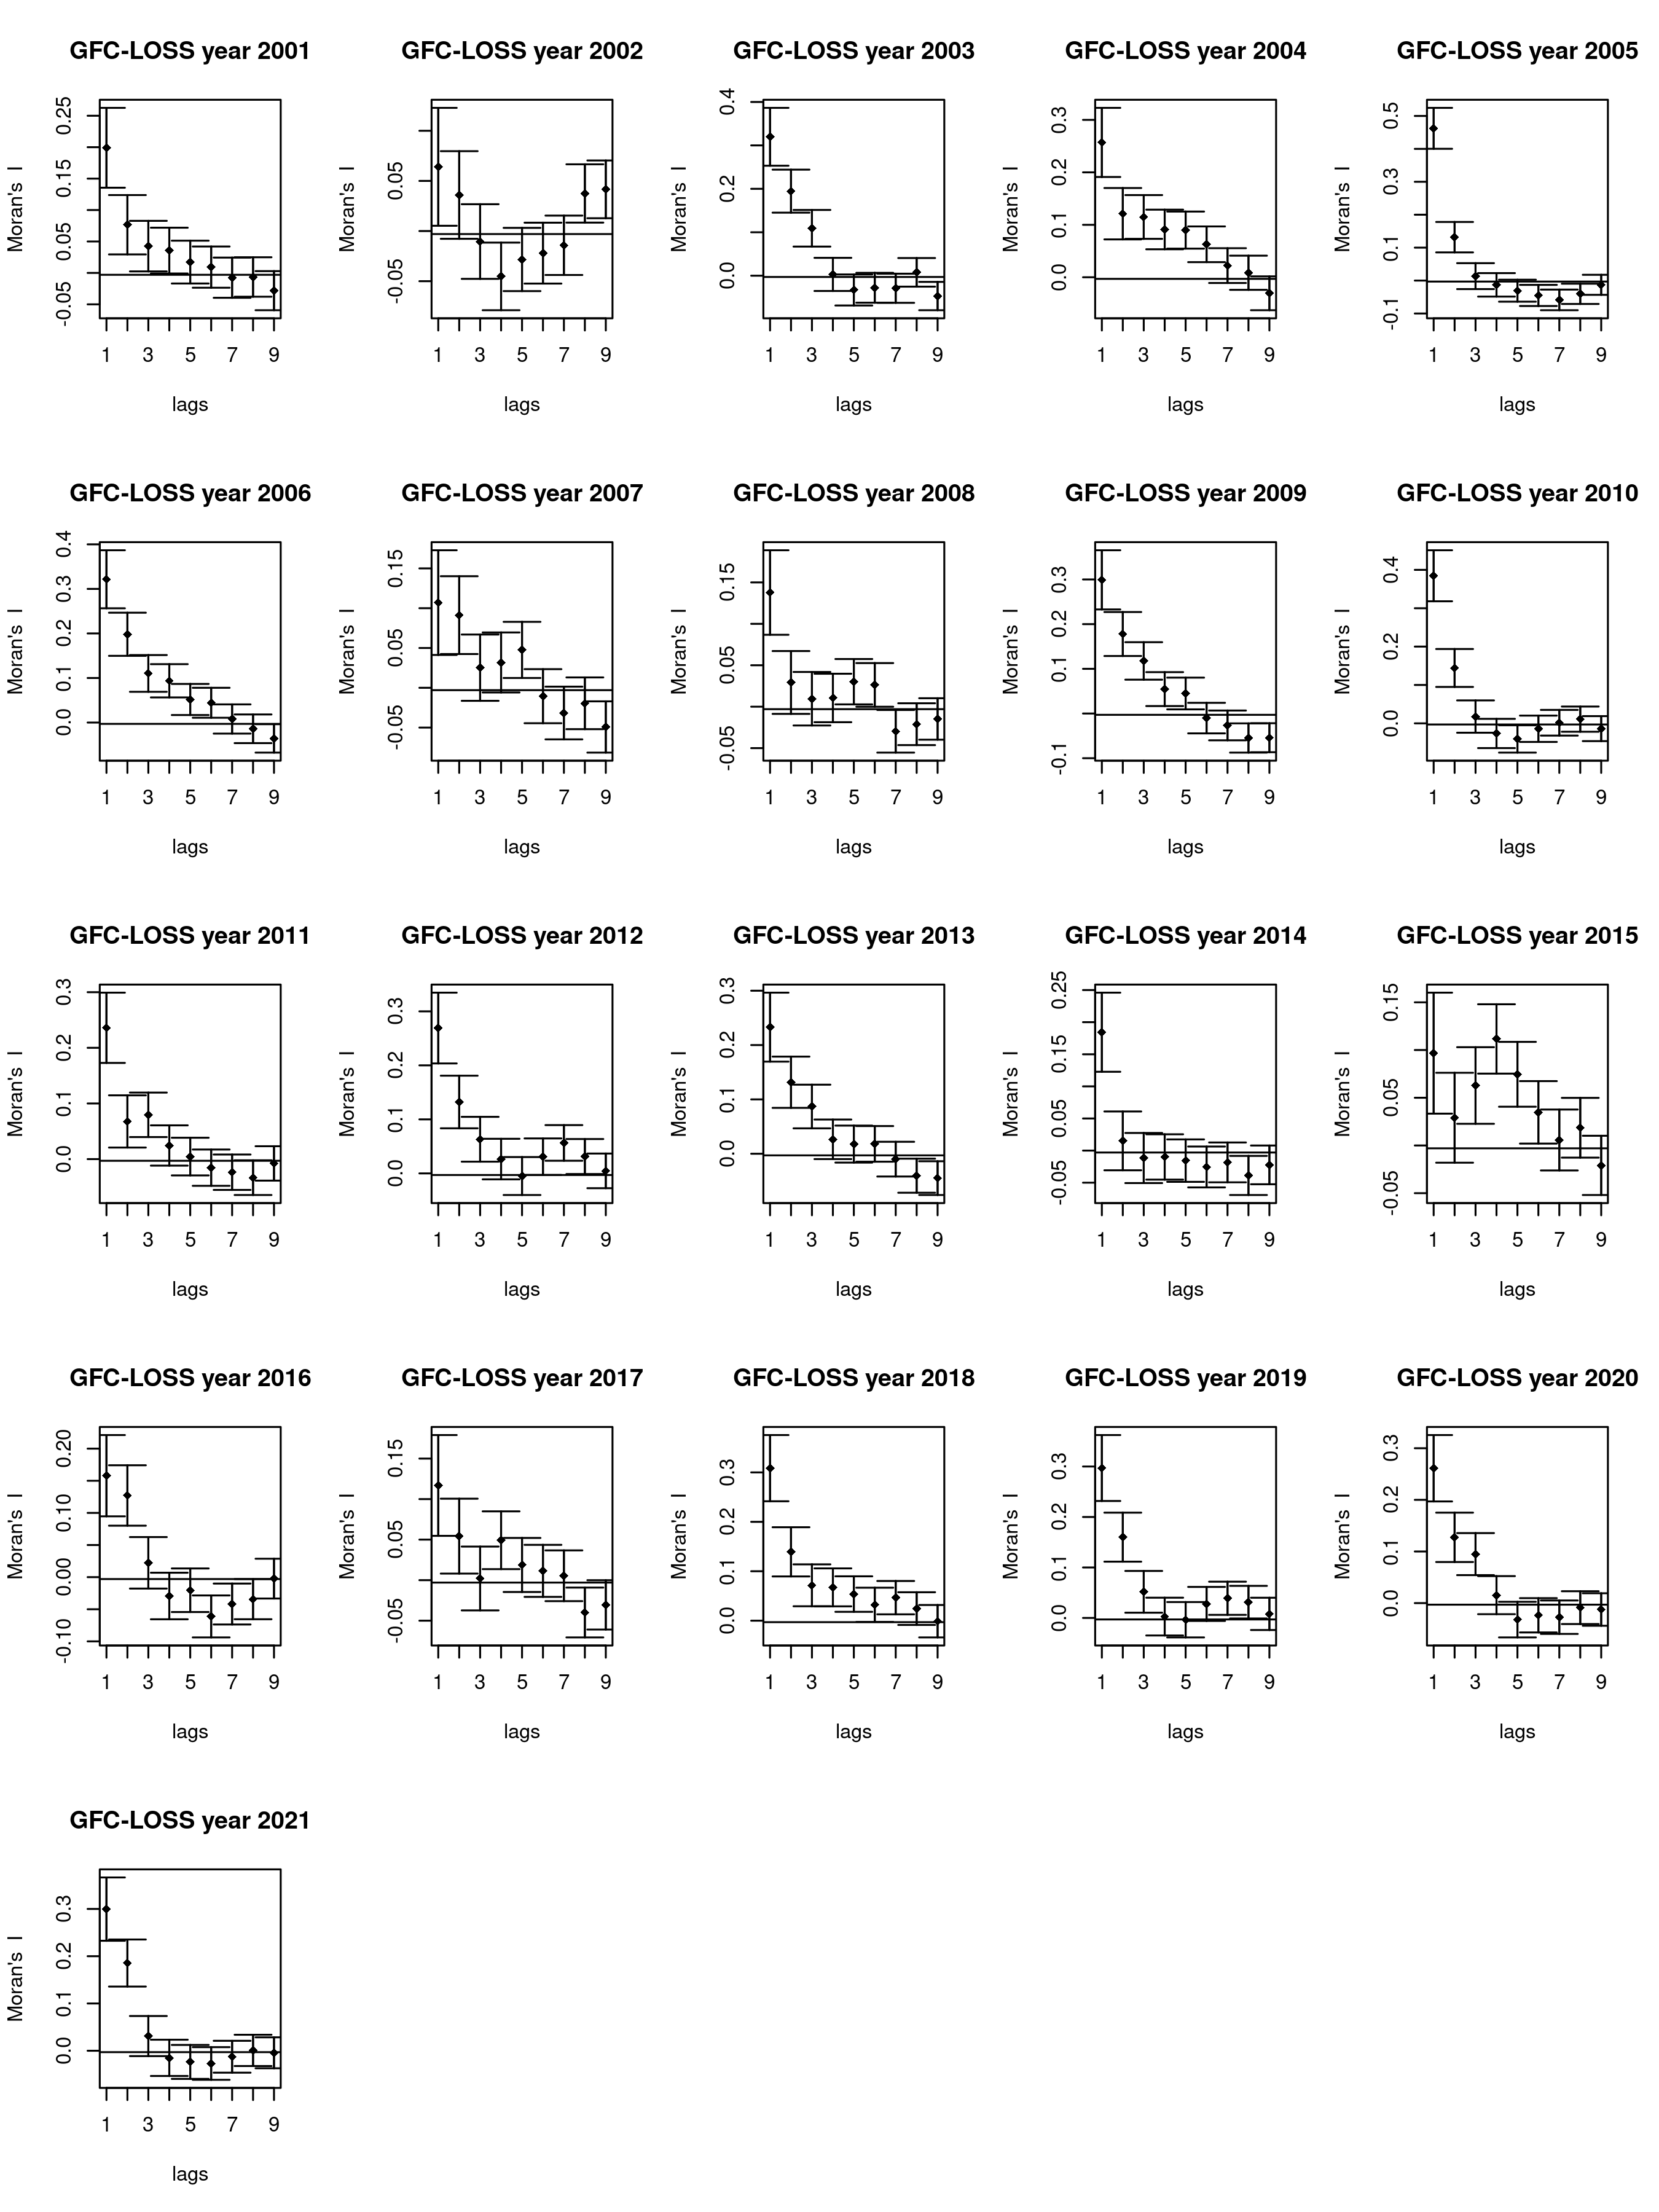 GFC-LOSS year 2001 GFC-LOSS year 2002 GFC-LOSS year 2003 GFC-LOSS year 2004 GFC-LOSS year 2005
Moran's I -0.05 0.05 0.15 0.25 Moran's I -0.05 0.05 Moran's I 0.0 0.2 0.4 Moran's I 0.0 0.1 0.2 0.3 Moran's I -0.1 0.1 0.3 0.5
1 3 5 7 9 1 3 5 7 9 1 3 5 7 9 1 3 5 7 9 1 3 5 7 9
lags lags lags lags lags
GFC-LOSS year 2006 GFC-LOSS year 2007 GFC-LOSS year 2008 GFC-LOSS year 2009 GFC-LOSS year 2010
Moran's I 0.0 0.1 0.2 0.3 0.4 Moran's I -0.05 0.05 0.15 Moran's I -0.05 0.05 0.15 Moran's I -0.1 0.1 0.2 0.3 Moran's I 0.0 0.2 0.4
1 3 5 7 9 1 3 5 7 9 1 3 5 7 9 1 3 5 7 9 1 3 5 7 9
lags lags lags lags lags
GFC-LOSS year 2011 GFC-LOSS year 2012 GFC-LOSS year 2013 GFC-LOSS year 2014 GFC-LOSS year 2015
Moran's I 0.0 0.1 0.2 0.3 Moran's I 0.0 0.1 0.2 0.3 Moran's I 0.0 0.1 0.2 0.3 Moran's I -0.05 0.05 0.15 0.25 Moran's I -0.05 0.05 0.15
1 3 5 7 9 1 3 5 7 9 1 3 5 7 9 1 3 5 7 9 1 3 5 7 9
lags lags lags lags lags
GFC-LOSS year 2016 GFC-LOSS year 2017 GFC-LOSS year 2018 GFC-LOSS year 2019 GFC-LOSS year 2020
Moran's I -0.10 0.00 0.10 0.20 Moran's I -0.05 0.05 0.15 Moran's I 0.0 0.1 0.2 0.3 Moran's I 0.0 0.1 0.2 0.3 Moran's I 0.0 0.1 0.2 0.3
1 3 5 7 9 1 3 5 7 9 1 3 5 7 9 1 3 5 7 9 1 3 5 7 9
lags lags lags lags lags
GFC-LOSS year 2021
Moran's I 0.0 0.1 0.2 0.3
1 3 5 7 9
lags